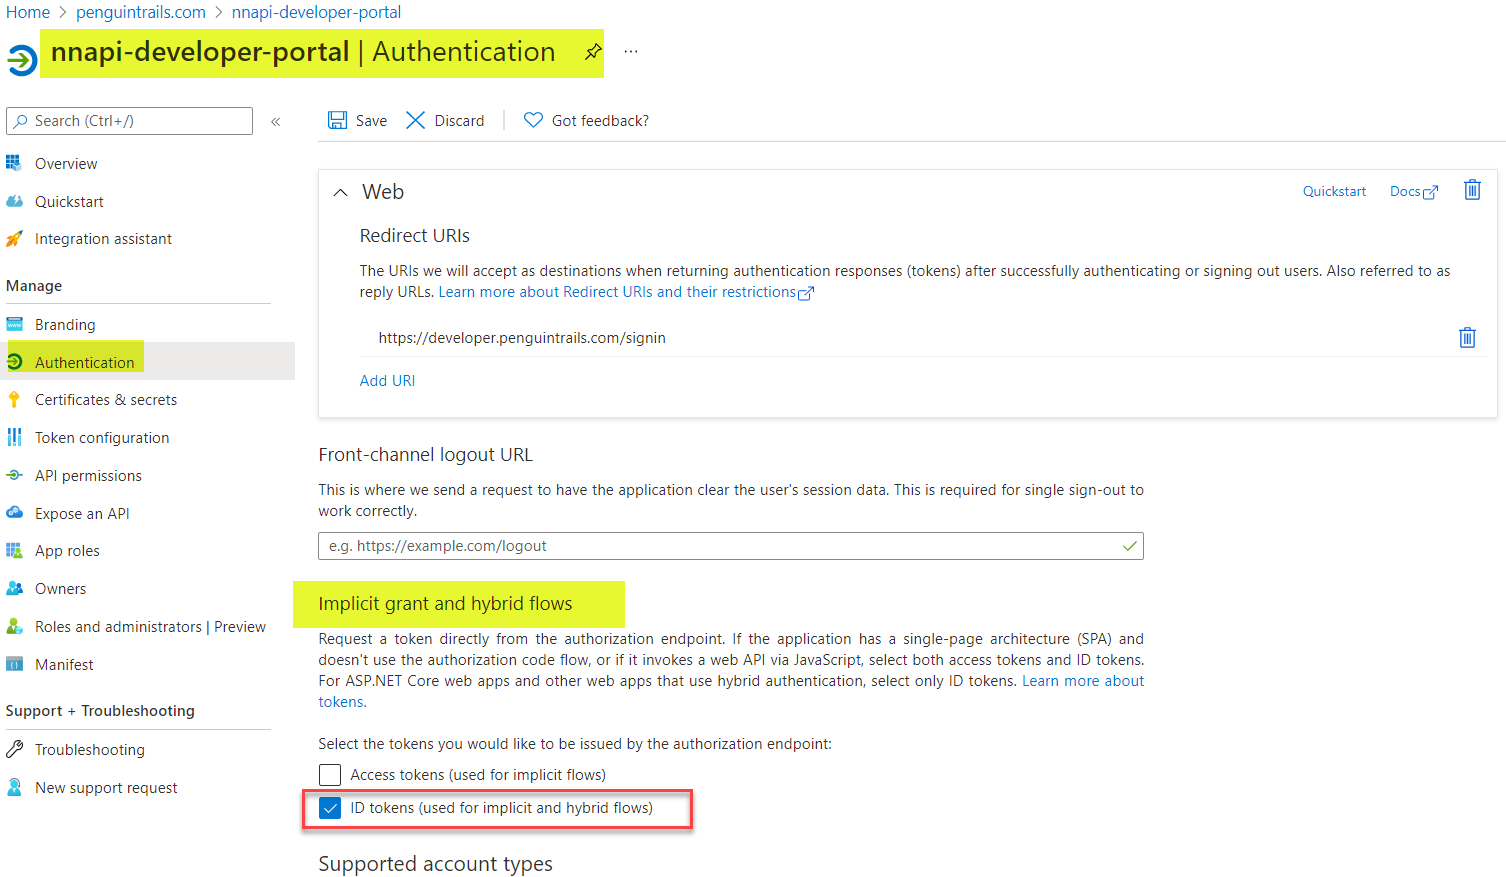 Home > penguintrails.com > nnapi-developer-portal
nnapi-developer-portal | Authentication ...
Search (Ctrl+/)
«
Save
Discard
Got feedback?
Overview
Quickstart
Integration assistant
Manage
Branding
Authentication
Certificates & secrets
Token configuration
API permissions
Expose an API
App roles
Owners
Roles and administrators | Preview
Manifest
Support + Troubleshooting
Troubleshooting
New support request
Web
Quickstart
Docs
Redirect URIs
The URIs we will accept as destinations when returning authentication responses (tokens) after successfully authenticating or signing out users. Also referred to as
reply URLs. Learn more about Redirect URIs and their restrictions
https://developer.penguintrails.com/signin
Add URI
Front-channel logout URL
This is where we send a request to have the application clear the user's session data. This is required for single sign-out to
work correctly.
e.g. https://example.com/logout
Implicit grant and hybrid flows
Request a token directly from the authorization endpoint. If the application has a single-page architecture (SPA) and
doesn't use the authorization code flow, or if it invokes a web API via JavaScript, select both access tokens and ID tokens.
For ASP.NET Core web apps and other web apps that use hybrid authentication, select only ID tokens. Learn more about
tokens.
Select the tokens you would like to be issued by the authorization endpoint:
Access tokens (used for implicit flows)
ID tokens (used for implicit and hybrid flows)
Supported account types